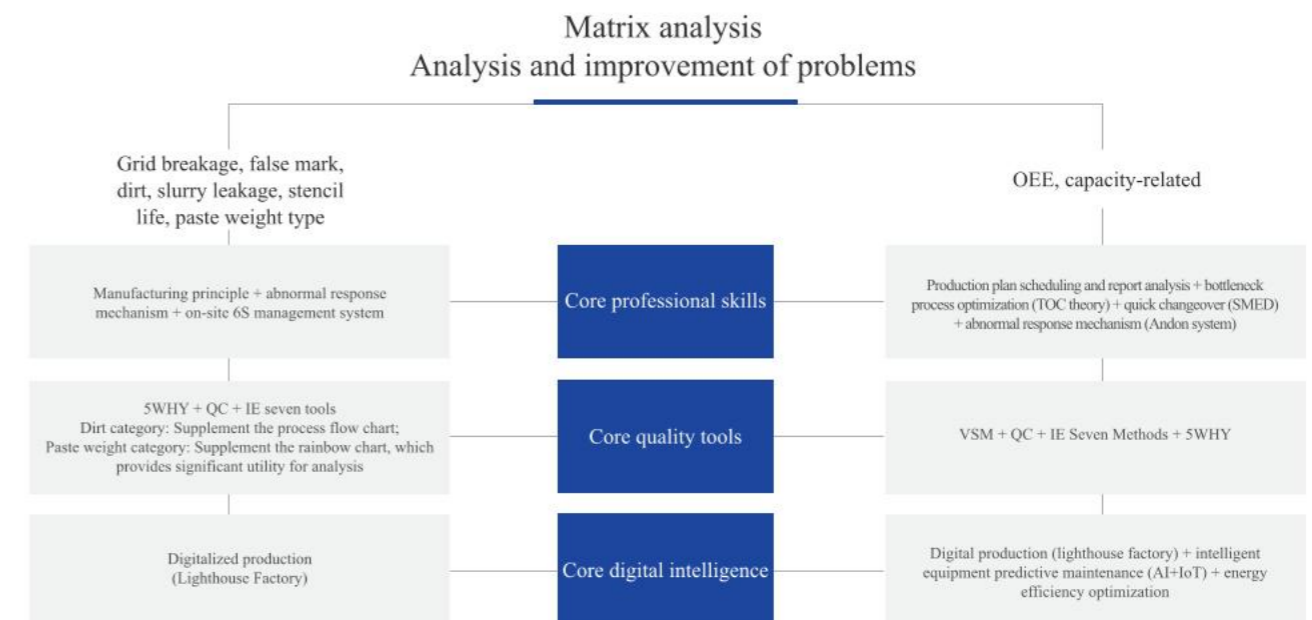 Matrix analysis
Analysis and improvement of problems
Grid breakage, false mark,
dirt, slurry leakage, stencil
life, paste weight type
OEE, capacity-related
Manufacturing principle + abnormal response
mechanism + on-site 6S management system
Core professional skills
Production plan scheduling and report analysis + bottleneck
process optimization (TOC theory) + quick changeover (SMED)
+ abnormal response mechanism (Andon system)
5WHY + QC + IE seven tools
Dirt category: Supplement the process flow chart;
Paste weight category: Supplement the rainbow chart, which
provides significant utility for analysis
Core quality tools
VSM + QC + IE Seven Methods + 5WHY
Digitalized production
(Lighthouse Factory)
Core digital intelligence
Digital production (lighthouse factory) + intelligent
equipment predictive maintenance (AI+IoT) + energy
efficiency optimization